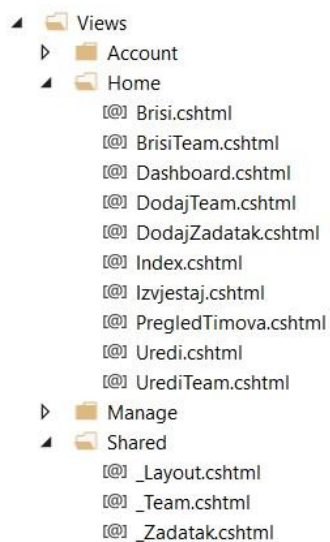 Views
Account
Home
[@] Brisi.cshtml
[@] BrisiTeam.cshtml
[@] Dashboard.cshtml
[@] DodajTeam.cshtml
[@] DodajZadatak.cshtml
[@] Index.cshtml
[@] Izvjestaj.cshtml
[@] PregledTimova.cshtml
[@] Uredi.cshtml
[@] UrediTeam.cshtml
Manage
Shared
[@] _Layout.cshtml
[@] _Team.cshtml
[@] _Zadatak.cshtml